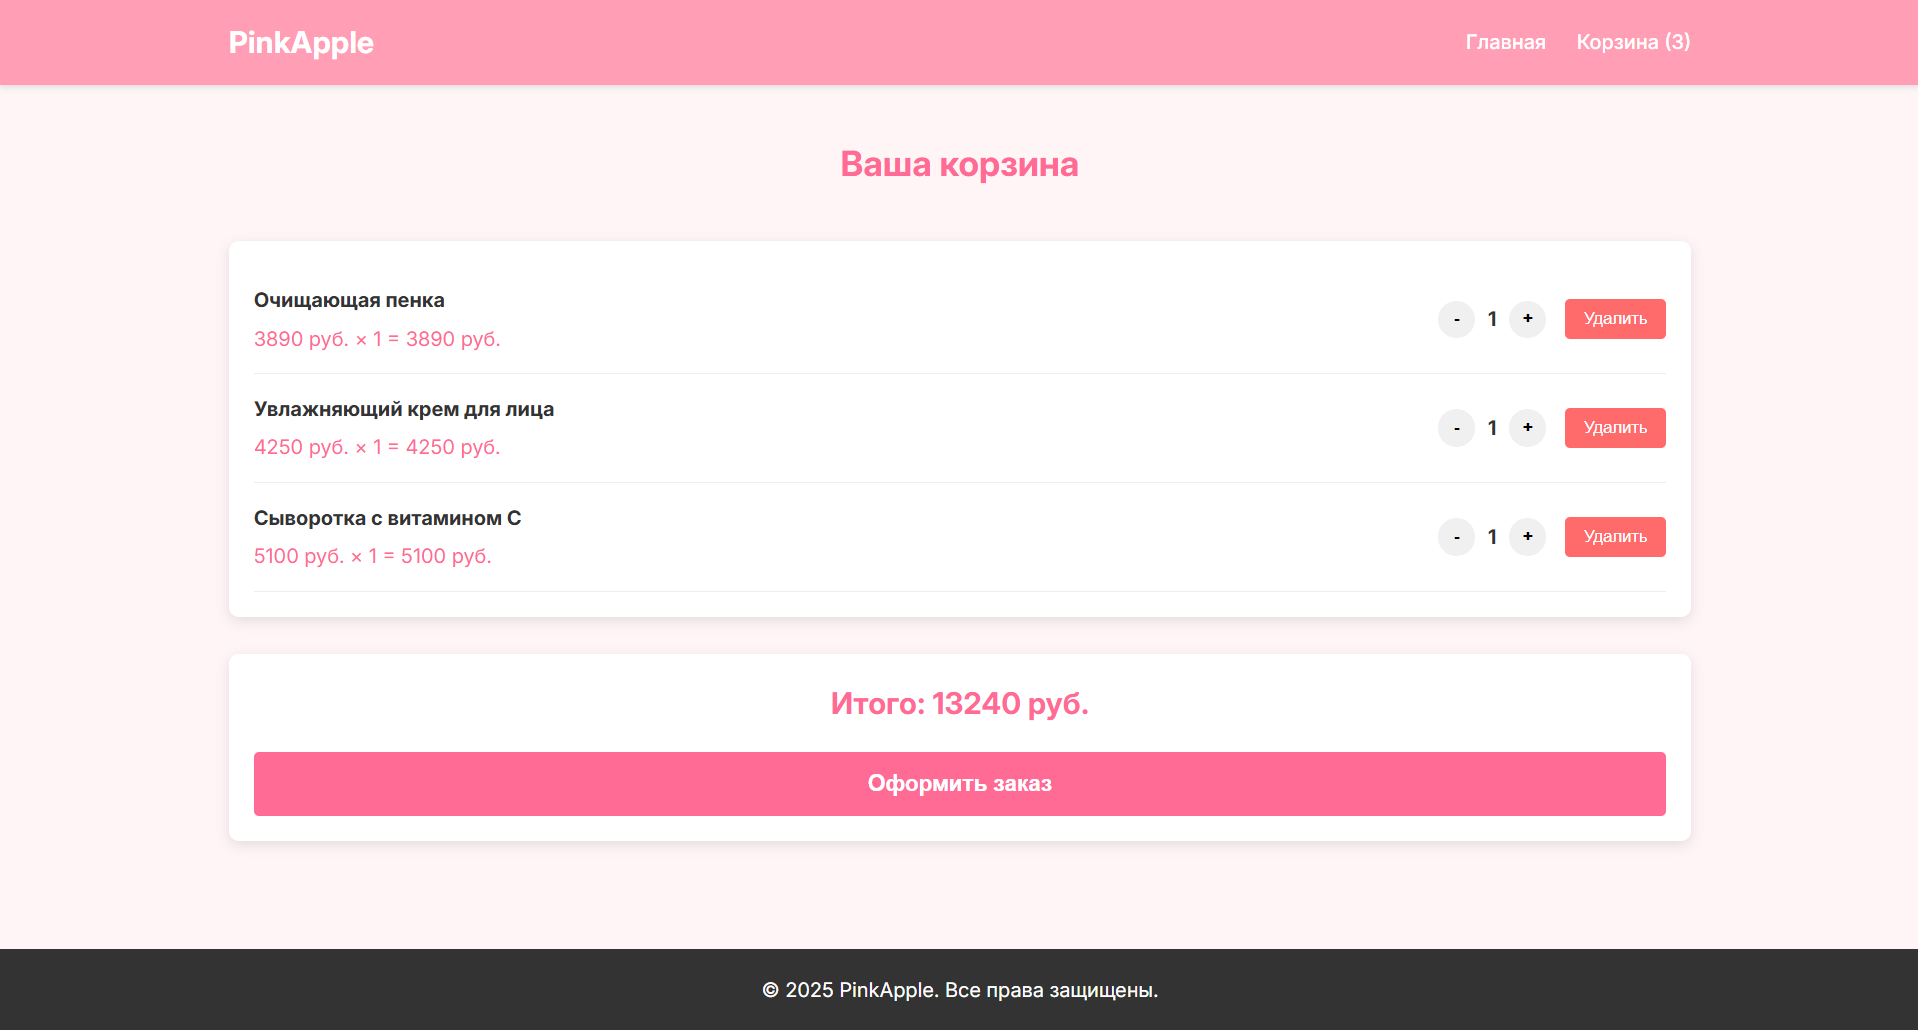 PinkApple
Главная
Корзина (3)
Ваша корзина
Очищающая пенка
3890 руб. × 1 = 3890 руб.
- 1 +
Удалить
Увлажняющий крем для лица
4250 руб. × 1 = 4250 руб.
- 1 +
Удалить
Сыворотка с витамином C
5100 руб. × 1 = 5100 руб.
- 1 +
Удалить
Итого: 13240 руб.
Оформить заказ
© 2025 PinkApple. Все права защищены.